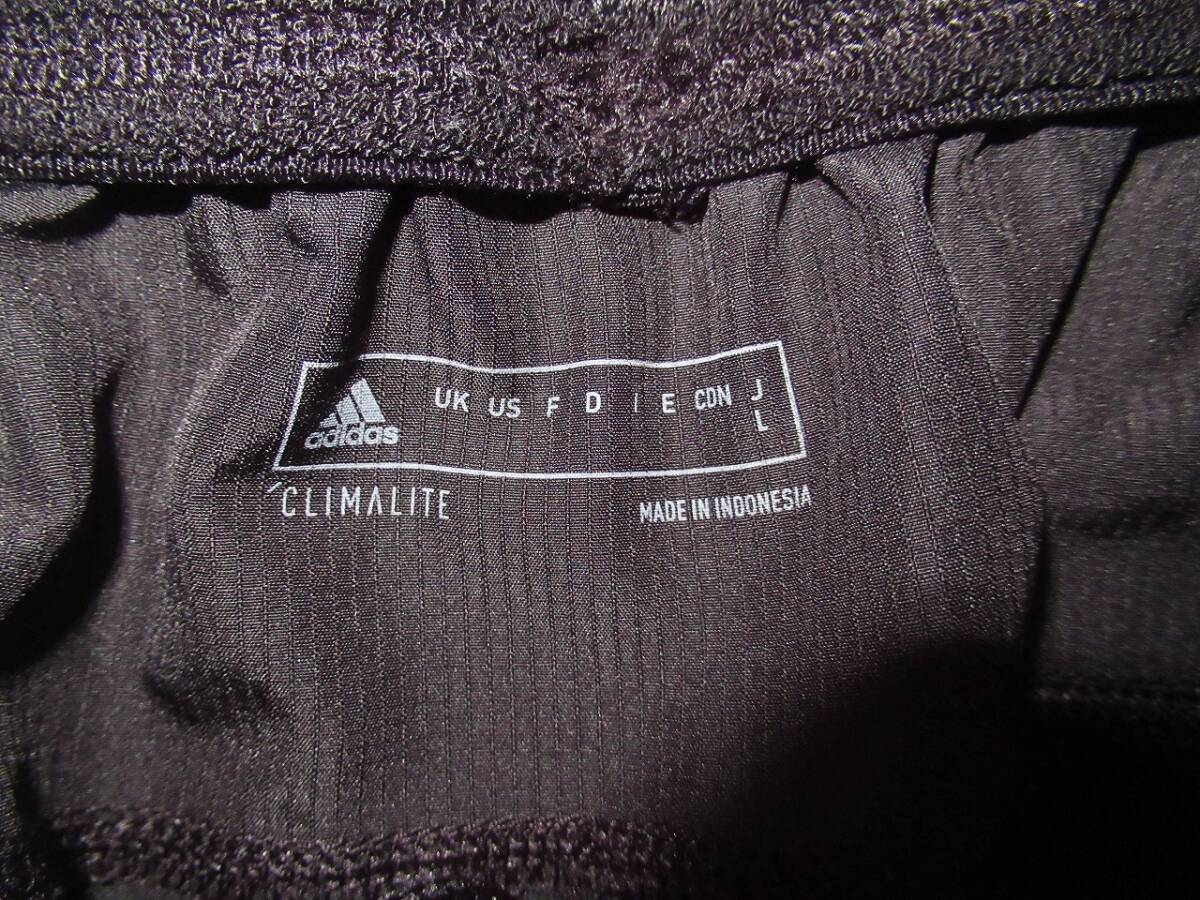 adidas
UK US F D I E CDN J
L
CLIMALITE
MADE IN INDONESIA